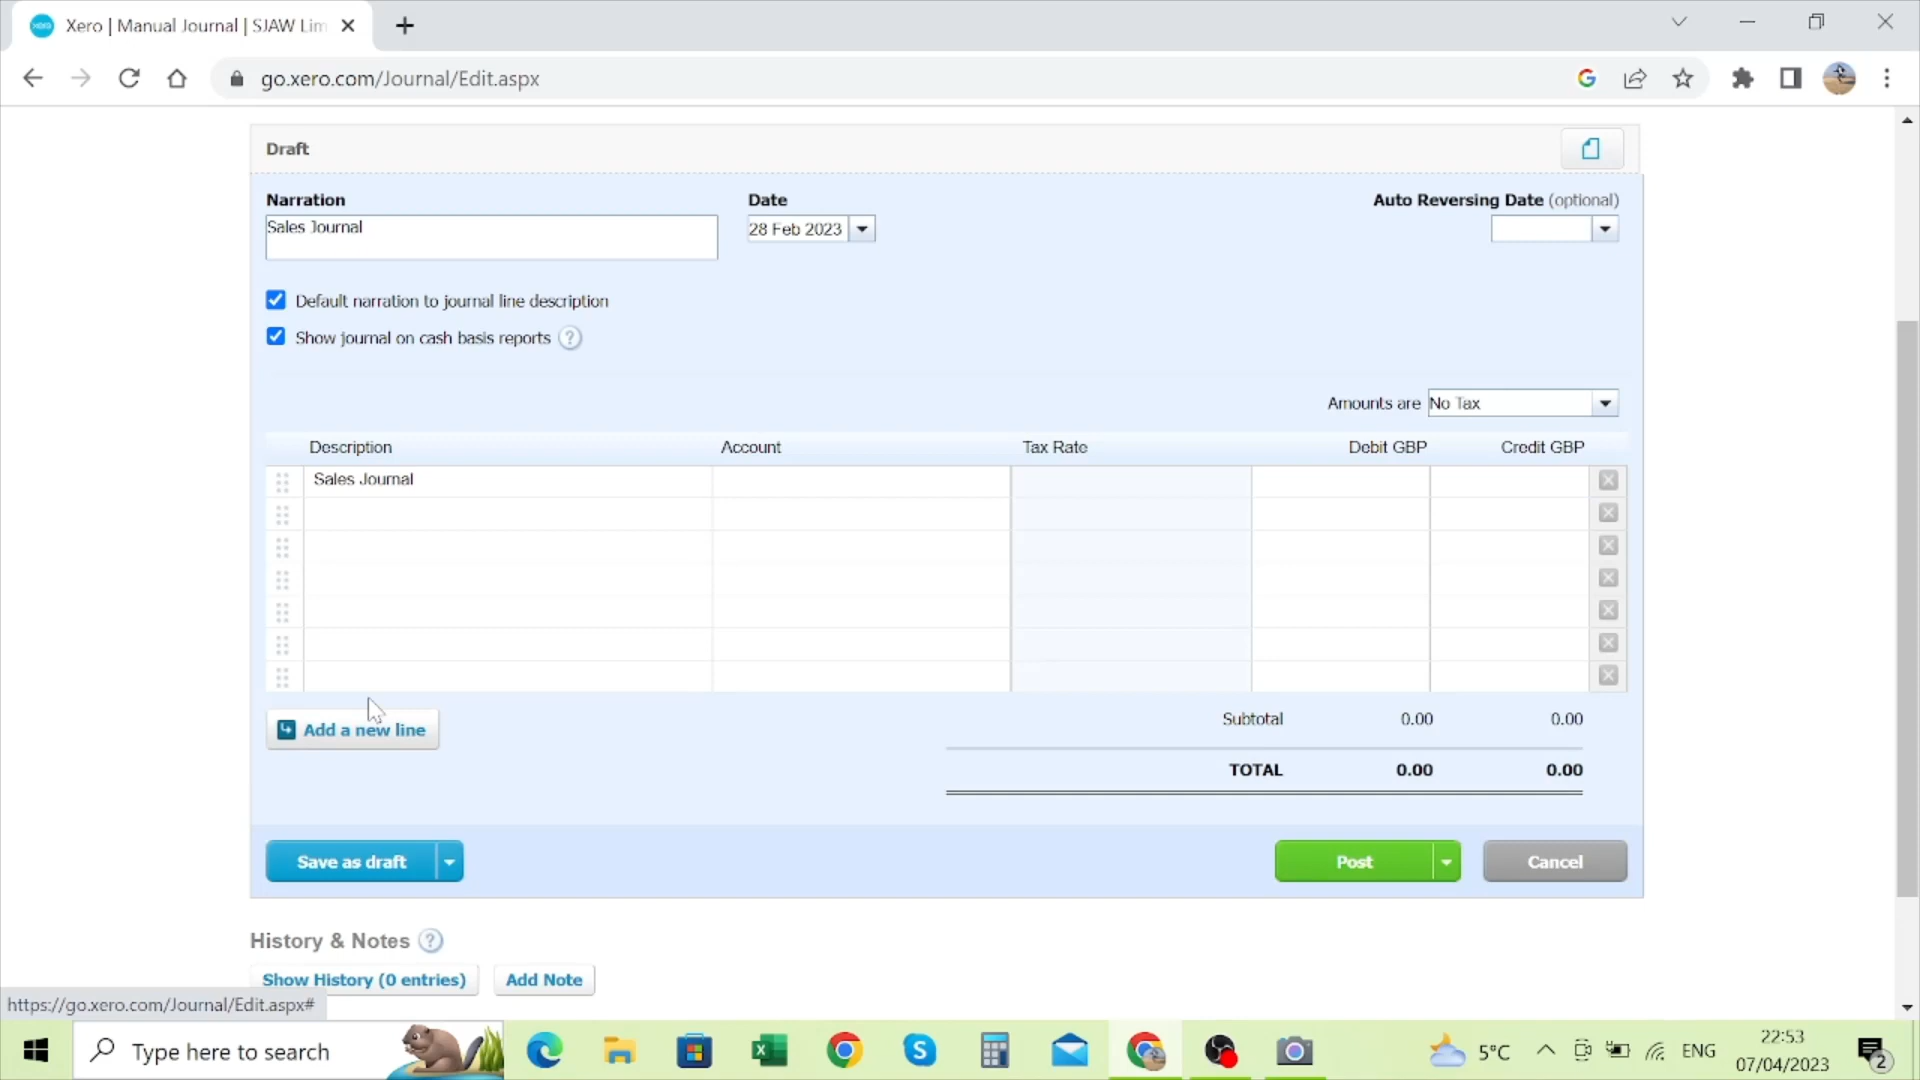 Xero | Manual Journal | SJAW Lim
go.xero.com/Journal/Edit.aspx
Draft
Narration
Date
Auto Reversing Date (optional)
Sales Journal
28 Feb 2023
Default narration to journal line description
Show journal on cash basis reports ?
Amounts are No Tax
Description Account Tax Rate Debit GBP Credit GBP
Sales Journal
Add a new line
Subtotal 0.00 0.00
TOTAL 0.00 0.00
Save as draft
Post
Cancel
History & Notes ?
Show History (0 entries)
Add Note
https://go.xero.com/Journal/Edit.aspx#
Type here to search
5°C
ENG
22:53
07/04/2023
2